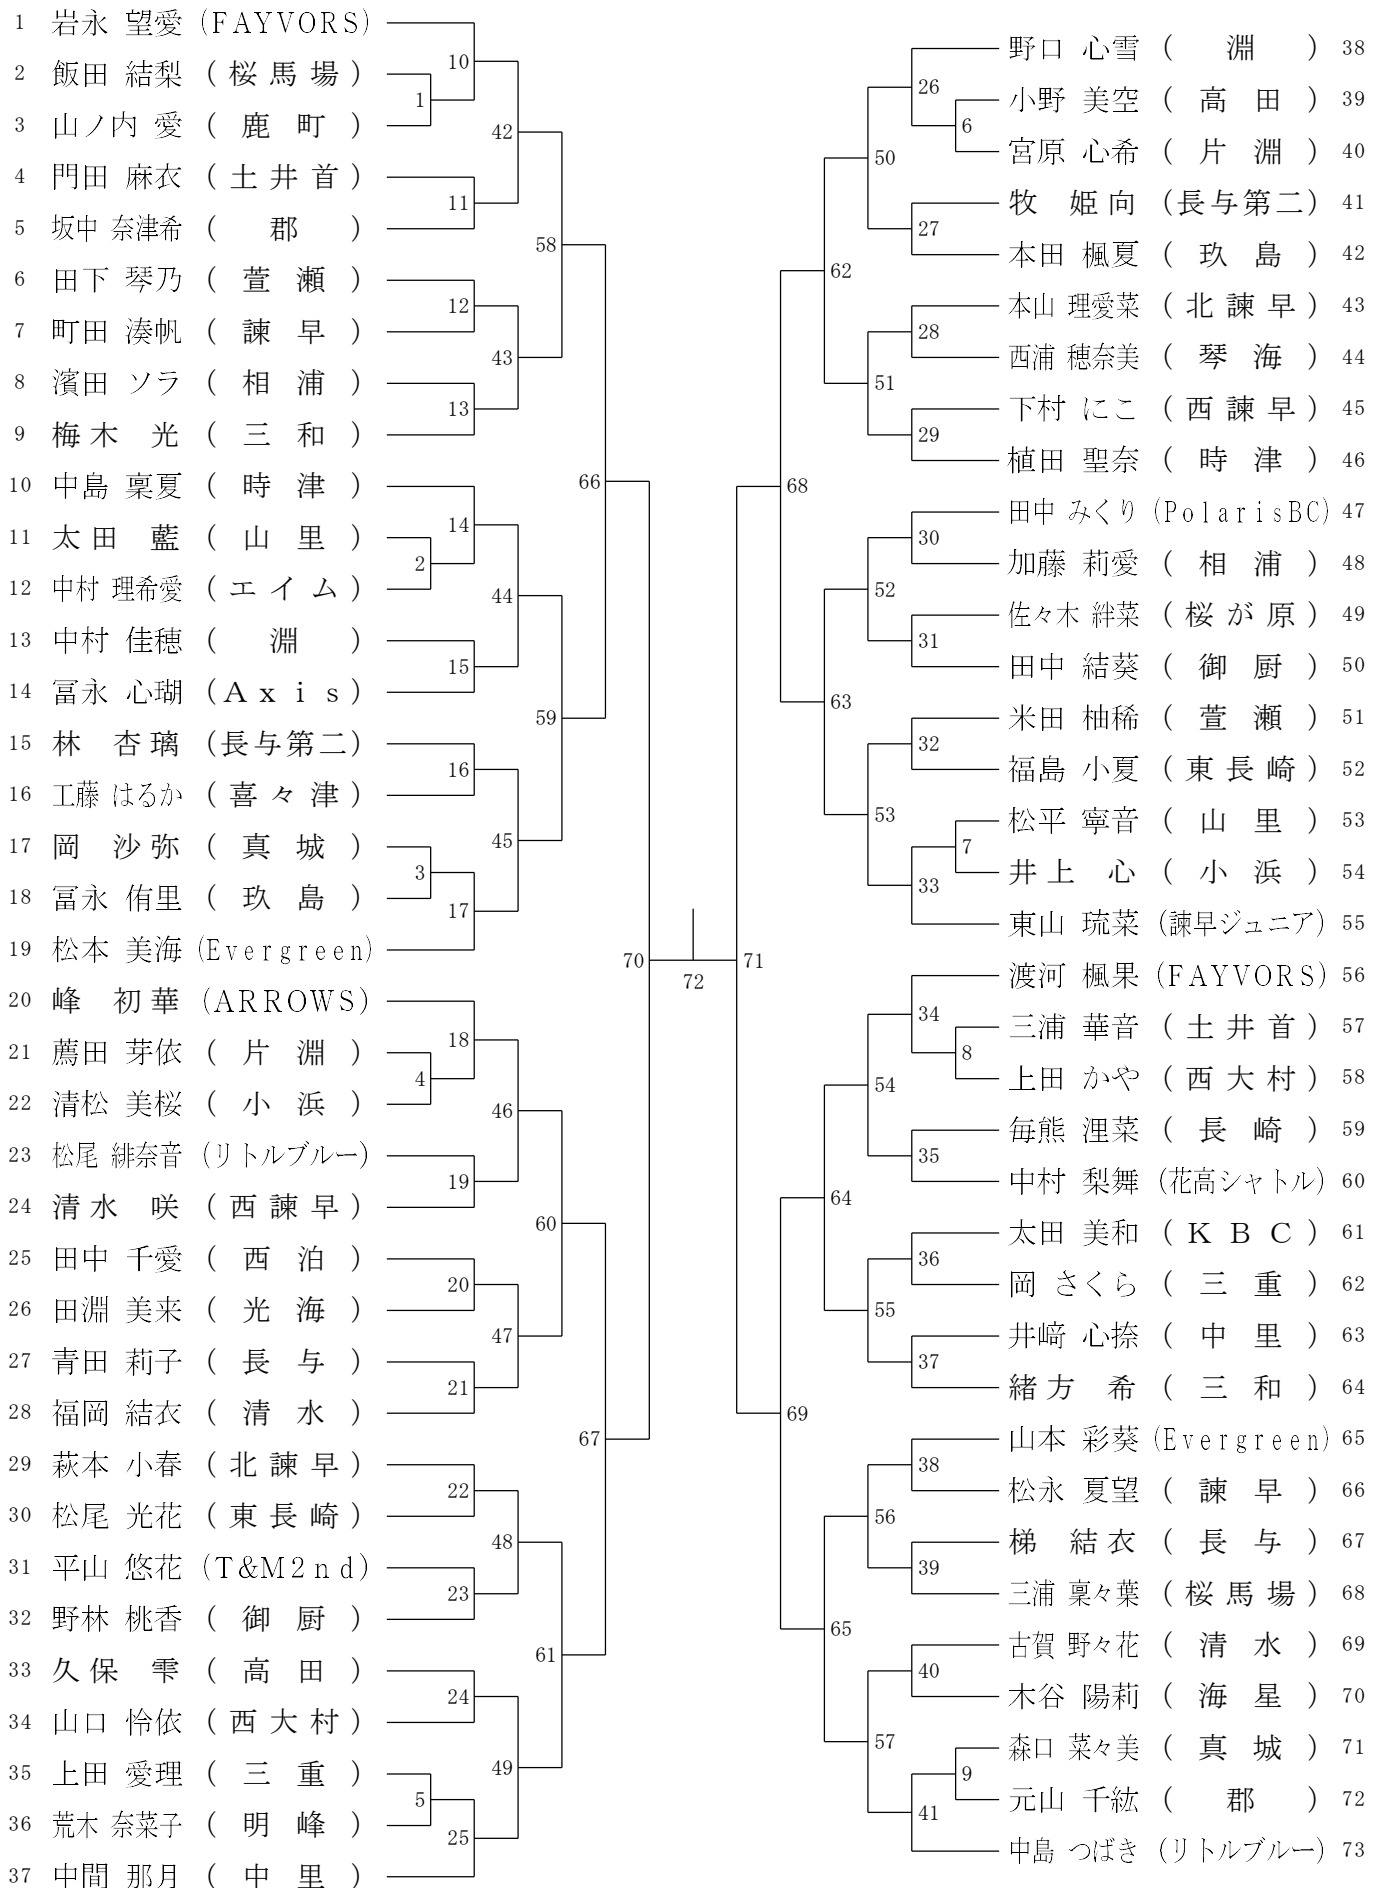 1 岩永 望愛 (FAYVORS)
2 飯田 結梨 (桜馬場)
3 山ノ内 愛 (鹿町)
4 門田 麻衣 (土井首)
5 坂中 奈津希 (郡)
6 田下 琴乃 (萱瀬)
7 町田 湊帆 (諫早)
8 濱田 ソラ (相浦)
9 梅木 光 (三和)
10 中島 稟夏 (時津)
11 太田 藍 (山里)
12 中村 理希愛 (エイム)
13 中村 佳穂 (淵)
14 冨永 心瑚 (Axis)
15 林 杏璃 (長与第二)
16 工藤 はるか (喜々津)
17 岡 沙弥 (真城)
18 冨永 侑里 (玖島)
19 松本 美海 (Evergreen)
20 峰 初華 (ARROWS)
21 薦田 芽依 (片淵)
22 清松 美桜 (小浜)
23 松尾 緋奈音 (リトルブルー)
24 清水 咲 (西諫早)
25 田中 千愛 (西泊)
26 田淵 美来 (光海)
27 青田 莉子 (長与)
28 福岡 結衣 (清水)
29 萩本 小春 (北諫早)
30 松尾 光花 (東長崎)
31 平山 悠花 (T&M2nd)
32 野林 桃香 (御厨)
33 久保 雫 (高田)
34 山口 怜依 (西大村)
35 上田 愛理 (三重)
36 荒木 奈菜子 (明峰)
37 中間 那月 (中里)
1
2
3
4
5
10
11
12
13
14
15
16
17
18
19
20
21
22
23
24
25
42
43
44
45
46
47
48
49
58
59
60
61
66
67
70
72
71
68
69
62
63
64
65
50
51
52
53
54
55
56
57
26
27
28
29
30
31
32
33
34
35
36
37
38
39
40
41
6
7
8
9
野口 心雪 (淵) 38
小野 美空 (高田) 39
宮原 心希 (片淵) 40
牧 姫向 (長与第二) 41
本田 楓夏 (玖島) 42
本山 理愛菜 (北諫早) 43
西浦 穂奈美 (琴海) 44
下村 にこ (西諫早) 45
植田 聖奈 (時津) 46
田中 みくり (PolarisBC) 47
加藤 莉愛 (相浦) 48
佐々木 絆菜 (桜が原) 49
田中 結葵 (御厨) 50
米田 柚稀 (萱瀬) 51
福島 小夏 (東長崎) 52
松平 寧音 (山里) 53
井上 心 (小浜) 54
東山 琉菜 (諫早ジュニア) 55
渡河 楓果 (FAYVORS) 56
三浦 華音 (土井首) 57
上田 かや (西大村) 58
毎熊 浬菜 (長崎) 59
中村 梨舞 (花高シャトル) 60
太田 美和 (KBC) 61
岡 さくら (三重) 62
井﨑 心捺 (中里) 63
緒方 希 (三和) 64
山本 彩葵 (Evergreen) 65
松永 夏望 (諫早) 66
梯 結衣 (長与) 67
三浦 稟々葉 (桜馬場) 68
古賀 野々花 (清水) 69
木谷 陽莉 (海星) 70
森口 菜々美 (真城) 71
元山 千紘 (郡) 72
中島 つばき (リトルブルー) 73